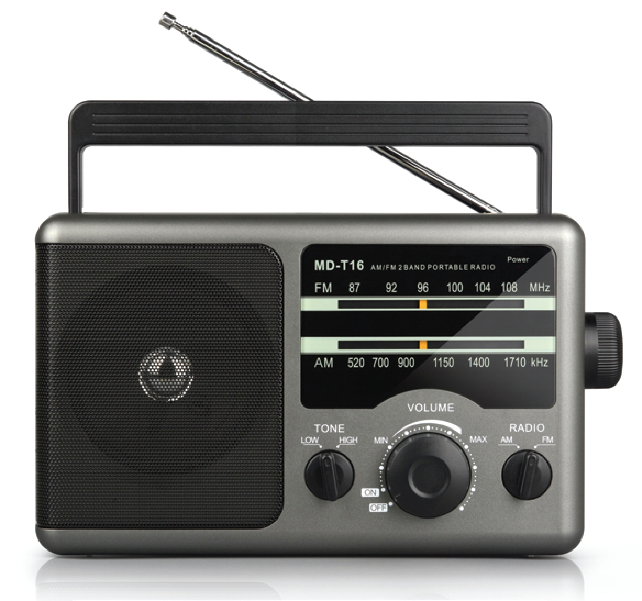 MD-T16 AM/FM 2 BAND PORTABLE RADIO Power
FM 87 92 96 100 104 108 MHz
AM 520 700 900 1150 1400 1710 kHz
VOLUME
TONE
LOW HIGH
MIN MAX
RADIO
AM FM
ON
OFF